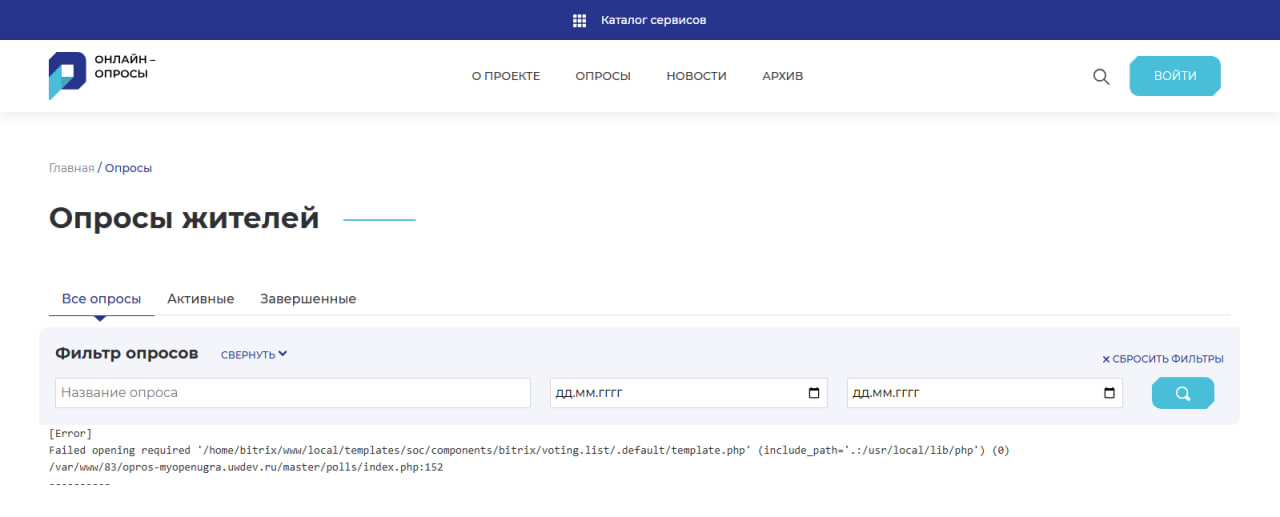 Каталог сервисов
ОНЛАЙН –
ОПРОСЫ
О ПРОЕКТЕ ОПРОСЫ НОВОСТИ АРХИВ
ВОЙТИ
Главная / Опросы
Опросы жителей
Все опросы Активные Завершенные
Фильтр опросов СВЕРНУТЬ
× СБРОСИТЬ ФИЛЬТРЫ
Название опроса дд.мм.гггг дд.мм.гггг
[Error]
Failed opening required '/home/bitrix/www/local/templates/soc/components/bitrix/voting.list/.default/template.php' (include_path='.:/usr/local/lib/php') (0)
/var/www/83/opros-myopenugra.uwdev.ru/master/polls/index.php:152
----------